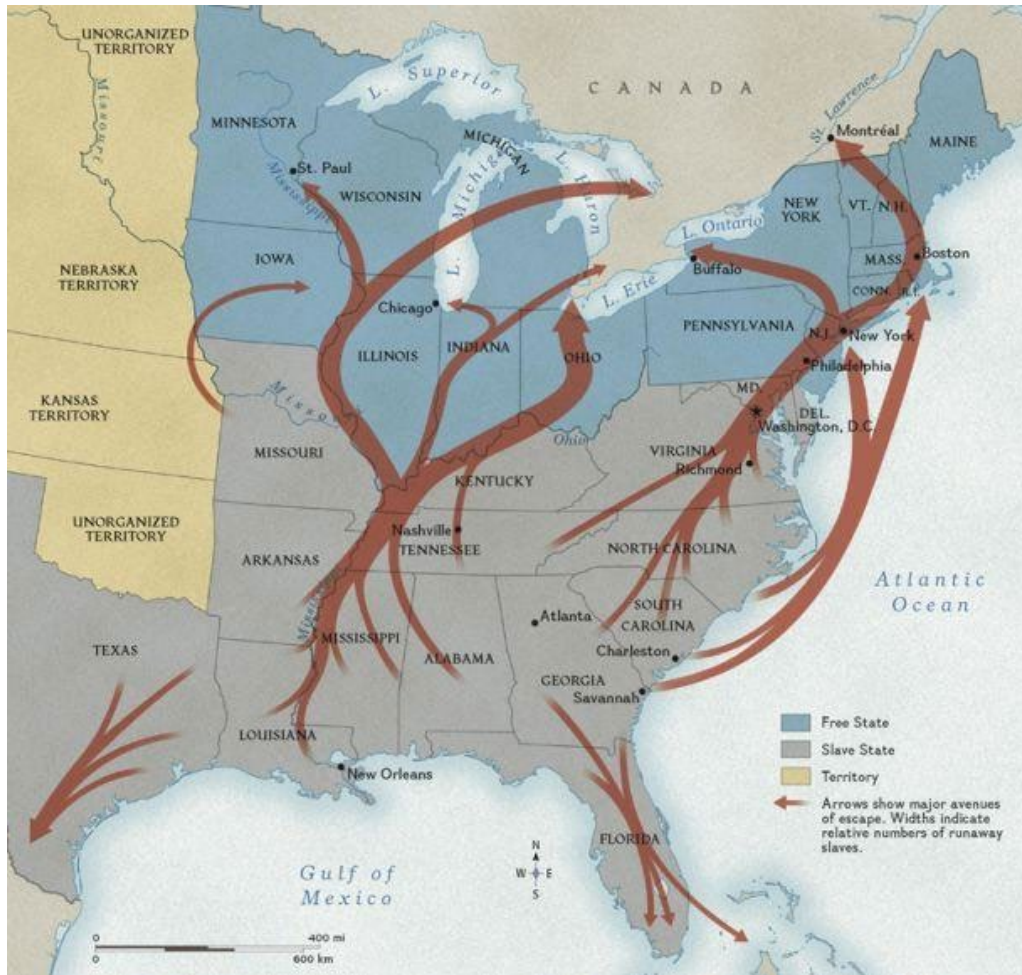 UNORGANIZED
TERRITORY
Missouri
MINNESOTA
L. Superior
CANADA
St. Lawrence
Montréal
MAINE
St. Paul
Mississippi
WISCONSIN
MICHIGAN
L. Michigan
L. Huron
NEW
YORK
VT.
N.H.
L. Ontario
Buffalo
MASS.
Boston
CONN.
R.I.
NEBRASKA
TERRITORY
IOWA
Chicago
L. Erie
PENNSYLVANIA
N.J.
New York
Philadelphia
ILLINOIS
INDIANA
OHIO
MD.
DEL.
Washington, D.C.
KANSAS
TERRITORY
Missouri
MISSOURI
Ohio
VIRGINIA
Richmond
KENTUCKY
UNORGANIZED
TERRITORY
Nashville
TENNESSEE
NORTH CAROLINA
ARKANSAS
Mississippi
MISSISSIPPI
ALABAMA
Atlanta
SOUTH
CAROLINA
Charleston
GEORGIA
Savannah
Atlantic
Ocean
TEXAS
LOUISIANA
New Orleans
FLORIDA
Gulf of
Mexico
N
W E
S
Free State
Slave State
Territory
Arrows show major avenues
of escape. Widths indicate
relative numbers of runaway
slaves.
0 400 mi
0 600 km